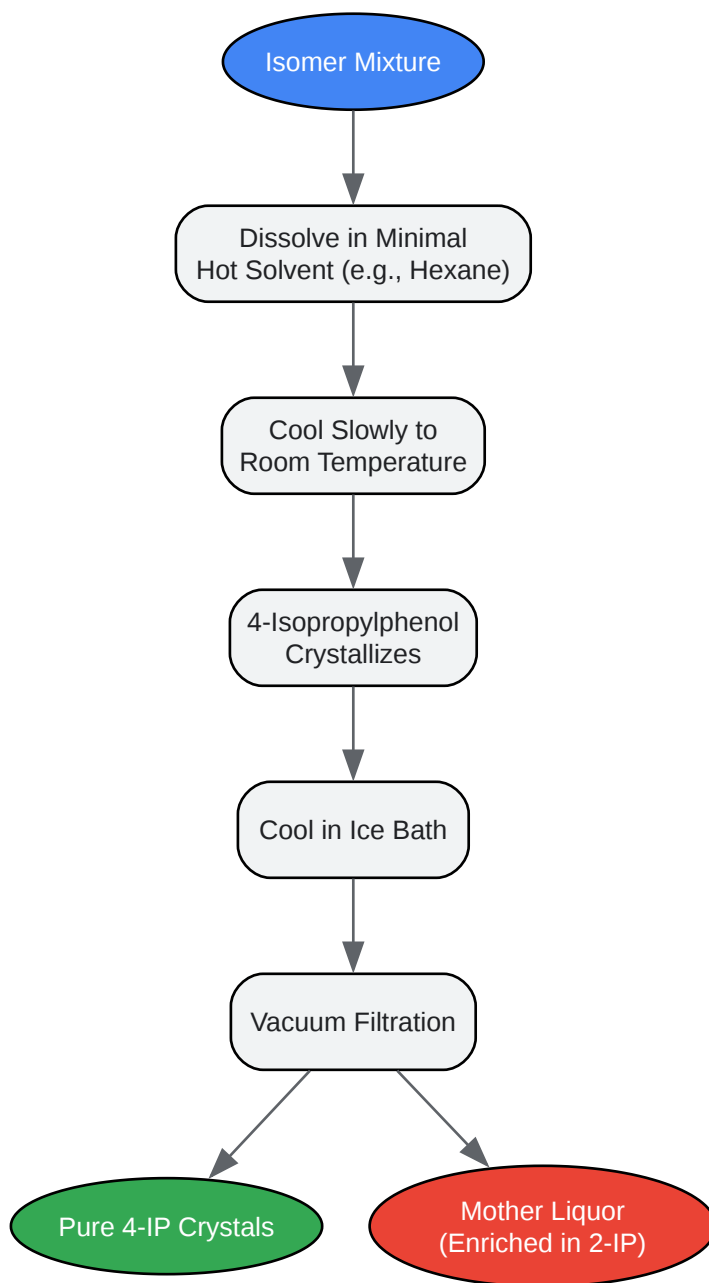 Isomer Mixture
Dissolve in Minimal
Hot Solvent (e.g., Hexane)
Cool Slowly to
Room Temperature
4-Isopropylphenol
Crystallizes
Cool in Ice Bath
Vacuum Filtration
Pure 4-IP Crystals
Mother Liquor
(Enriched in 2-IP)